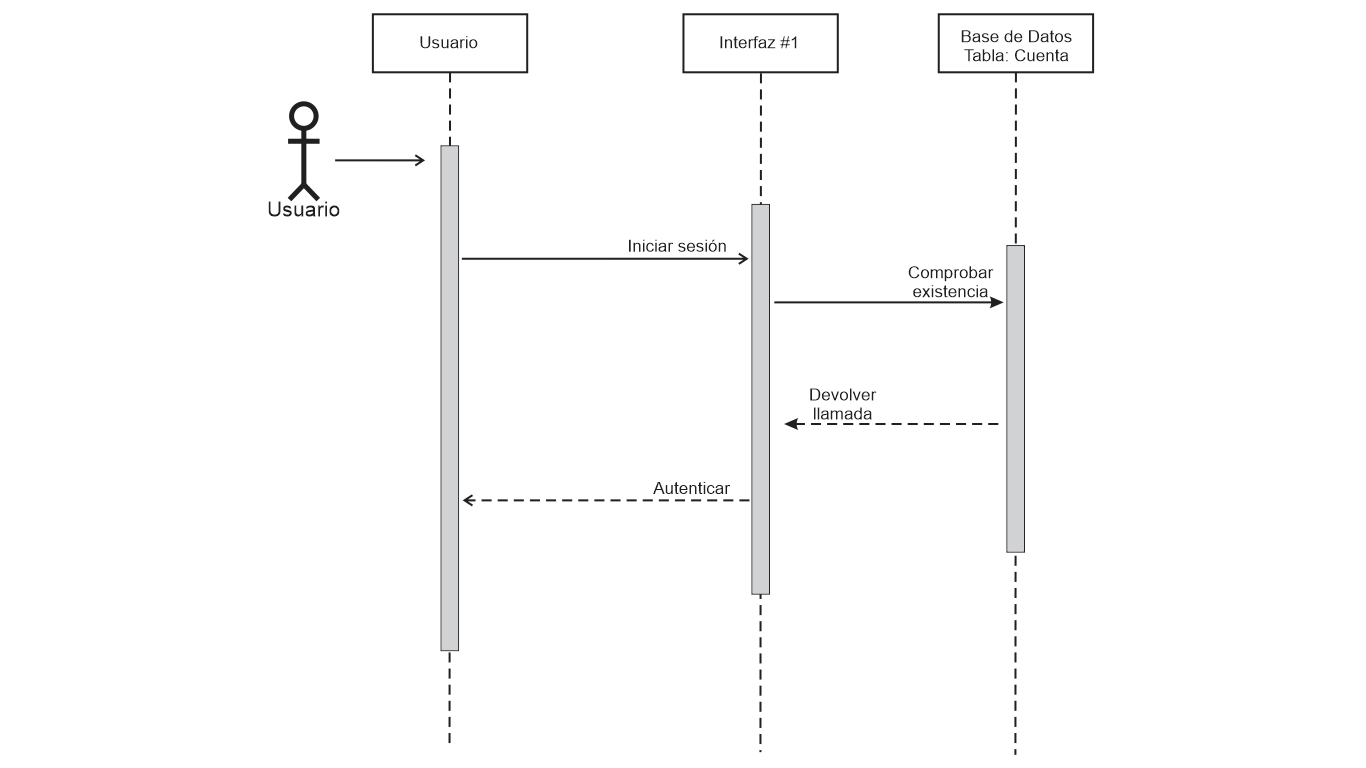 Usuario
Interfaz #1
Base de Datos
Tabla: Cuenta
Usuario
Iniciar sesión
Comprobar
existencia
Devolver
llamada
Autenticar